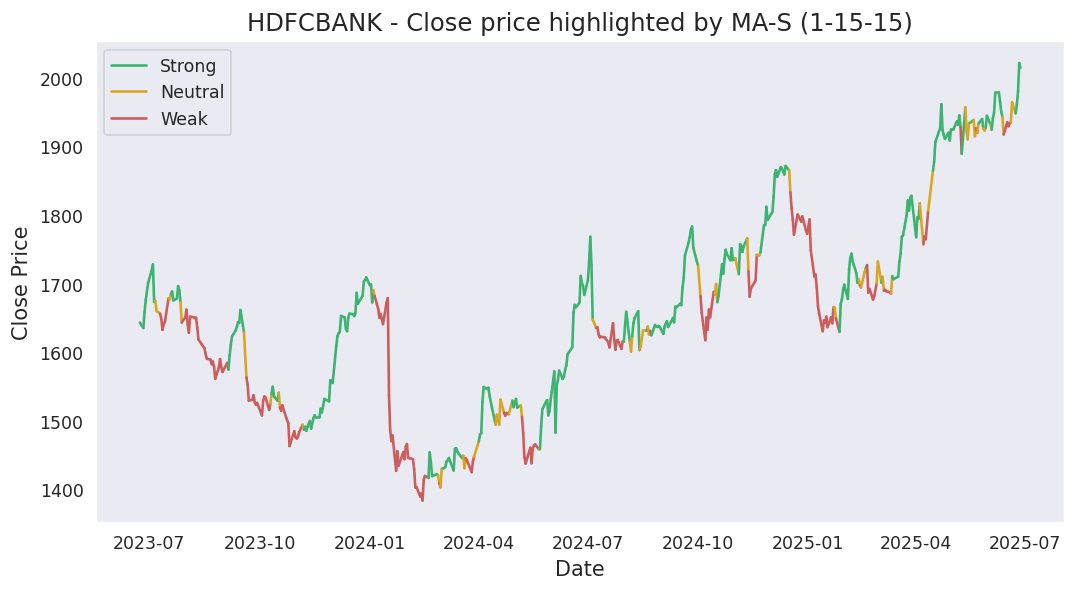 HDFCBANK - Close price highlighted by MA-S (1-15-15)
Strong
Neutral
Weak
Close Price
2000
1900
1800
1700
1600
1500
1400
2023-07 2023-10 2024-01 2024-04 2024-07 2024-10 2025-01 2025-04 2025-07
Date